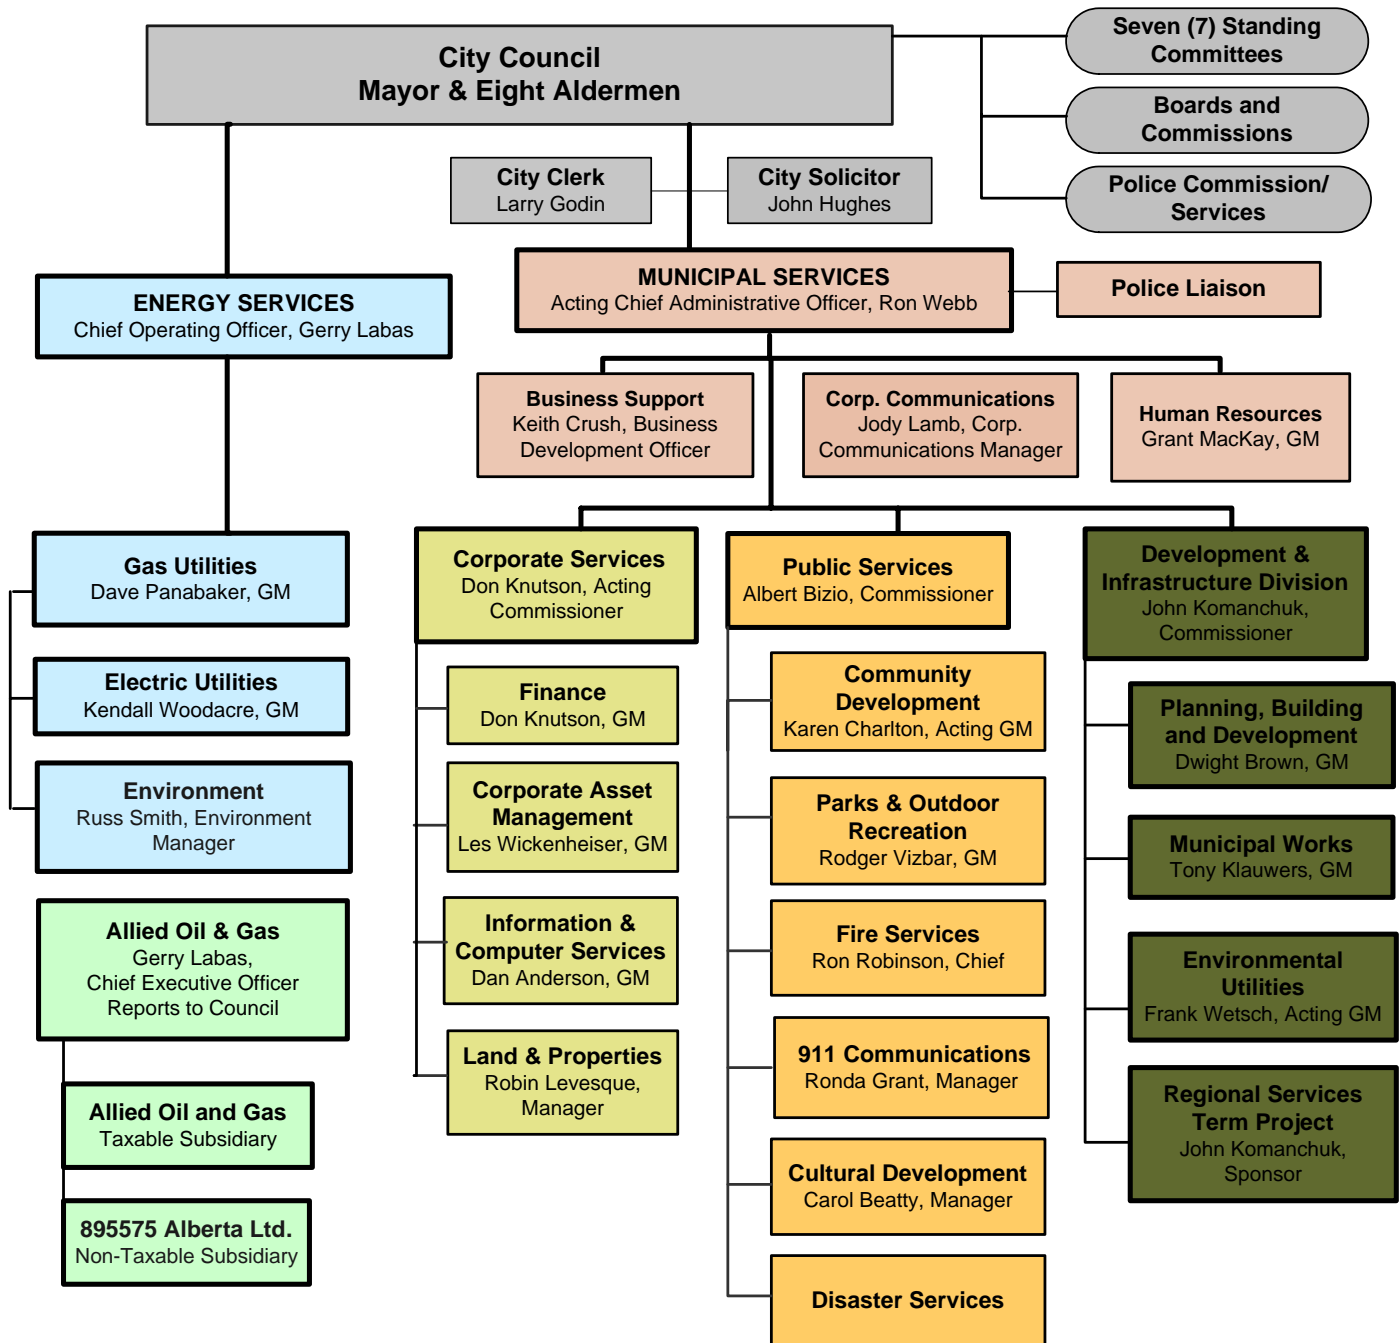 City Council
Mayor & Eight Aldermen
Seven (7) Standing
Committees
Boards and
Commissions
Police Commission/
Services
City Clerk
Larry Godin
City Solicitor
John Hughes
ENERGY SERVICES
Chief Operating Officer, Gerry Labas
MUNICIPAL SERVICES
Acting Chief Administrative Officer, Ron Webb
Police Liaison
Business Support
Keith Crush, Business
Development Officer
Corp. Communications
Jody Lamb, Corp.
Communications Manager
Human Resources
Grant MacKay, GM
Gas Utilities
Dave Panabaker, GM
Electric Utilities
Kendall Woodacre, GM
Environment
Russ Smith, Environment
Manager
Allied Oil & Gas
Gerry Labas,
Chief Executive Officer
Reports to Council
Allied Oil and Gas
Taxable Subsidiary
895575 Alberta Ltd.
Non-Taxable Subsidiary
Corporate Services
Don Knutson, Acting
Commissioner
Finance
Don Knutson, GM
Corporate Asset
Management
Les Wickenheiser, GM
Information &
Computer Services
Dan Anderson, GM
Land & Properties
Robin Levesque,
Manager
Public Services
Albert Bizio, Commissioner
Community
Development
Karen Charlton, Acting GM
Parks & Outdoor
Recreation
Rodger Vizbar, GM
Fire Services
Ron Robinson, Chief
911 Communications
Ronda Grant, Manager
Cultural Development
Carol Beatty, Manager
Disaster Services
Development &
Infrastructure Division
John Komanchuk,
Commissioner
Planning, Building
and Development
Dwight Brown, GM
Municipal Works
Tony Klauwers, GM
Environmental
Utilities
Frank Wetsch, Acting GM
Regional Services
Term Project
John Komanchuk,
Sponsor